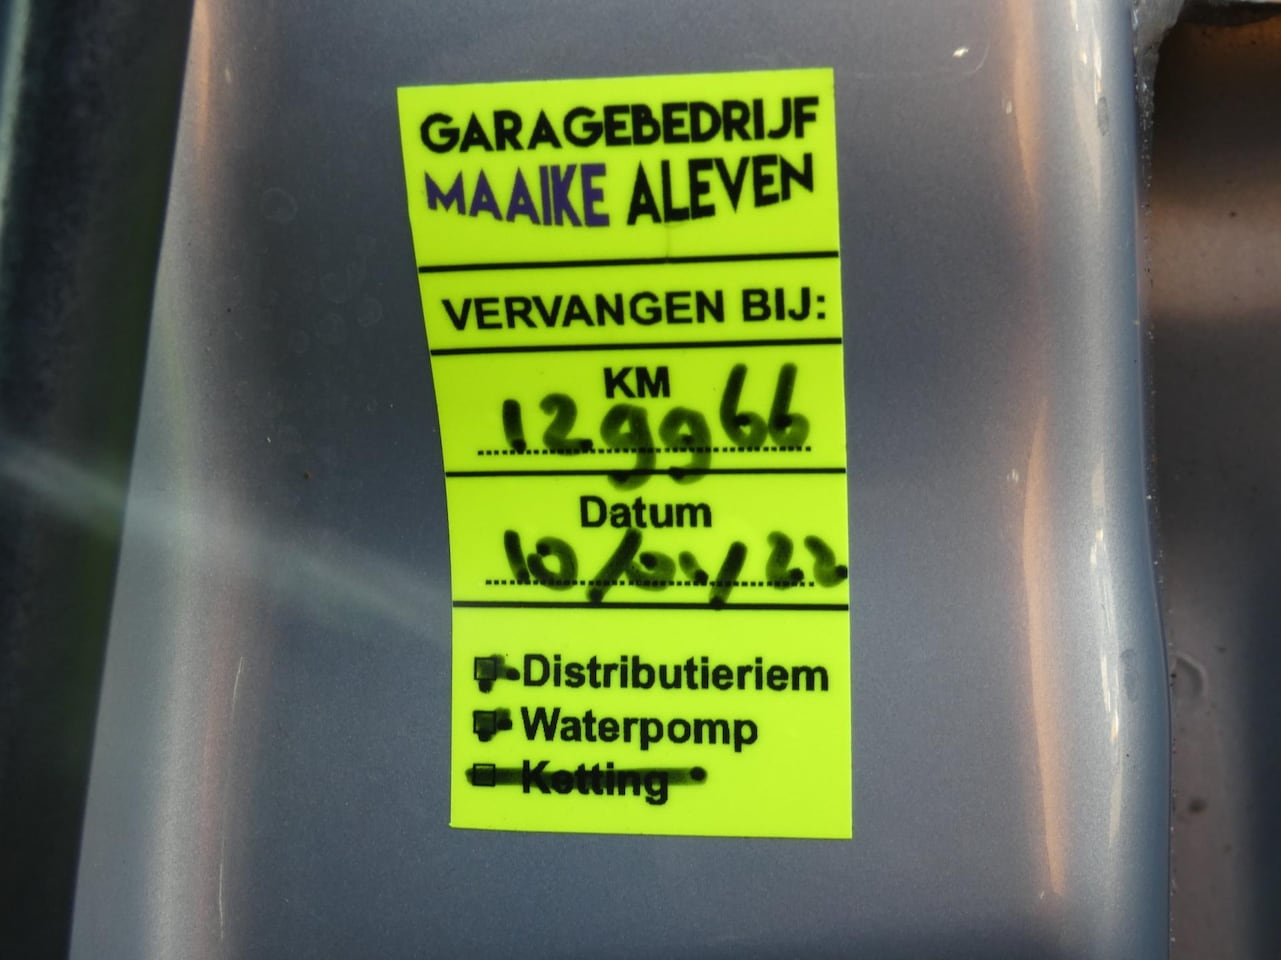 GARAGEBEDRIJF
MAAIKE ALEVEN
VERVANGEN BIJ:
KM
129966
Datum
10/01/22
Distributieriem
Waterpomp
Ketting